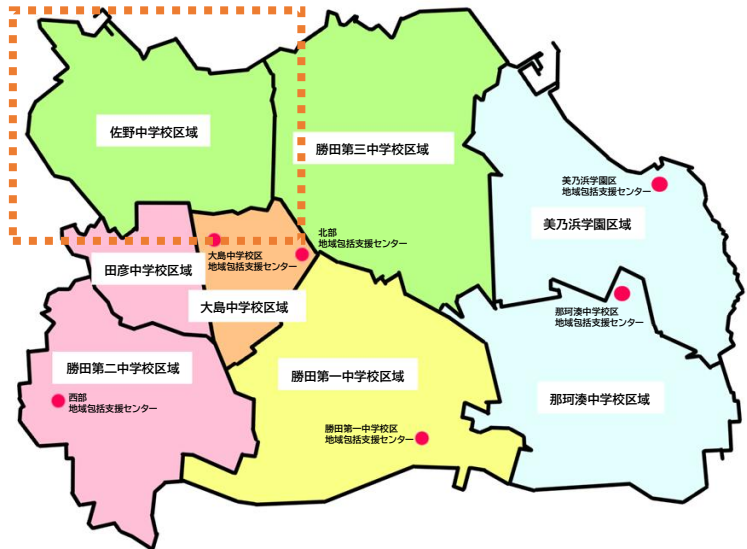 佐野中学校区域
勝田第三中学校区域
美乃浜学園区
地域包括支援センター
美乃浜学園区域
北部
地域包括支援センター
大島中学校区
地域包括支援センター
田彦中学校区域
大島中学校区域
那珂湊中学校区
地域包括支援センター
勝田第二中学校区域
勝田第一中学校区域
那珂湊中学校区域
西部
地域包括支援センター
勝田第一中学校区
地域包括支援センター